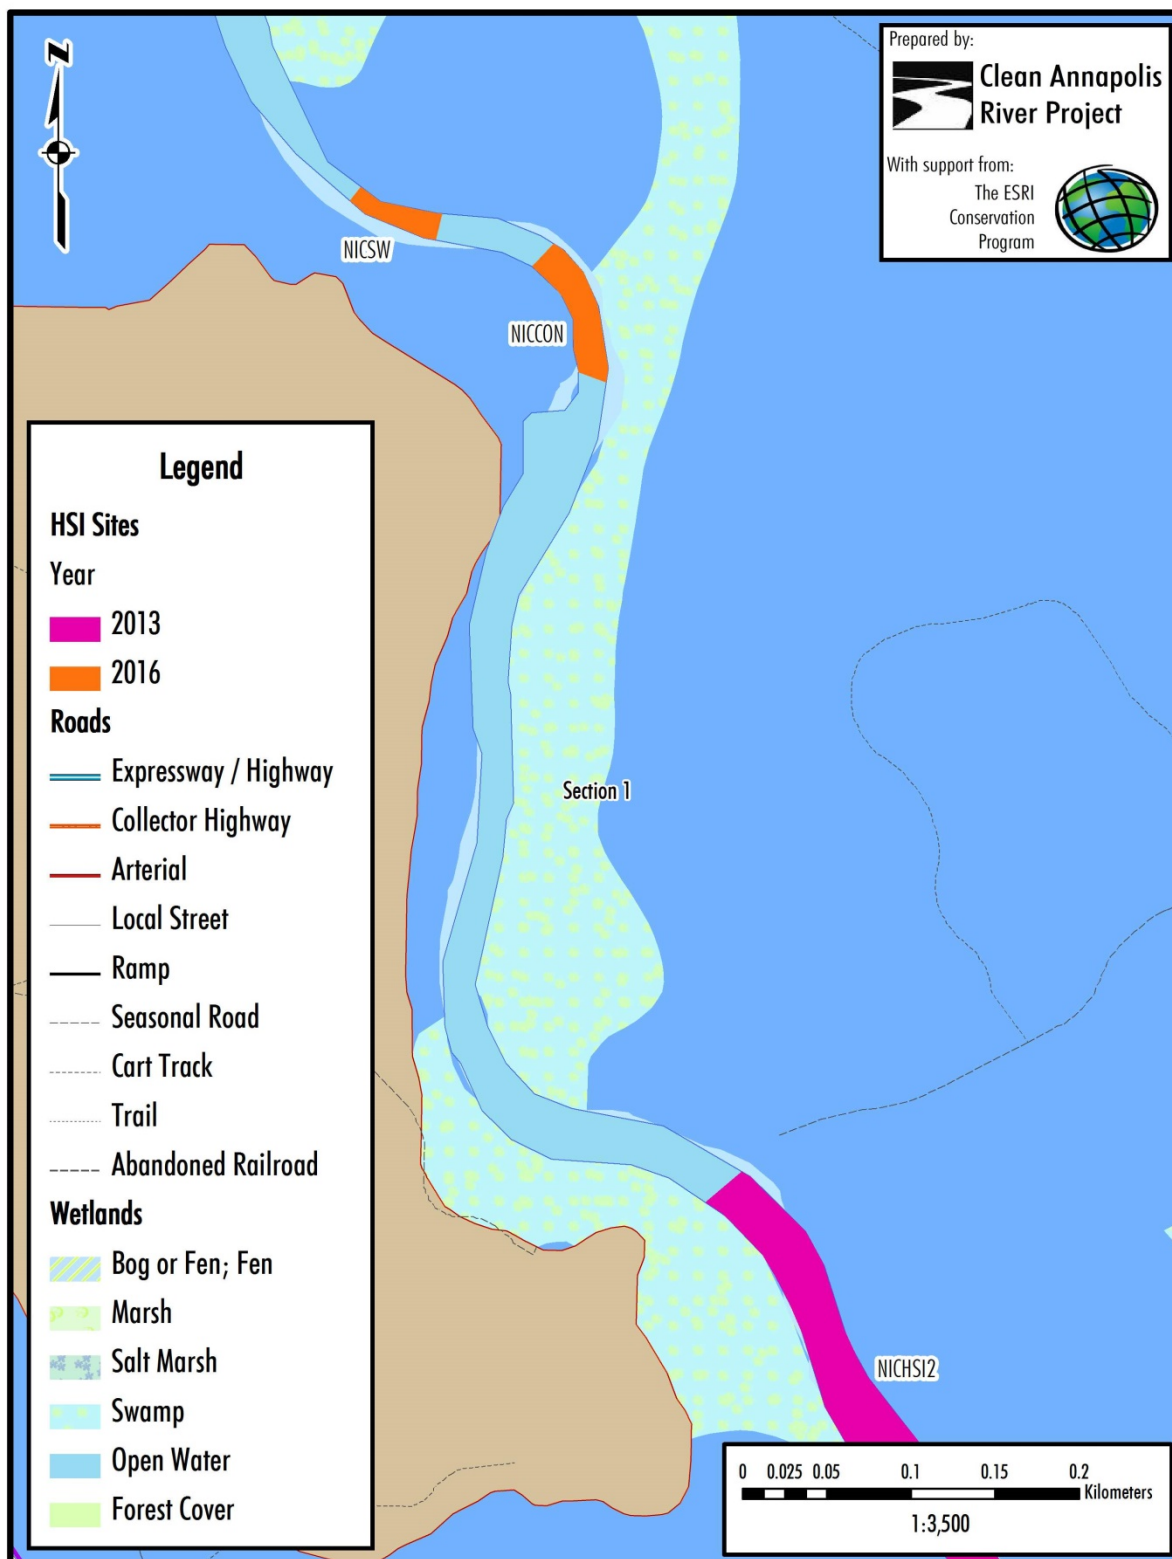 N
Prepared by:
Clean Annapolis
River Project
With support from:
The ESRI
Conservation
Program
NICSW
NICCON
Legend
HSI Sites
Year
2013
2016
Roads
Expressway / Highway
Collector Highway
Arterial
Local Street
Ramp
Seasonal Road
Cart Track
Trail
Abandoned Railroad
Wetlands
Bog or Fen; Fen
Marsh
Salt Marsh
Swamp
Open Water
Forest Cover
Section 1
NICHSI2
0 0.025 0.05 0.1 0.15 0.2
Kilometers
1:3,500